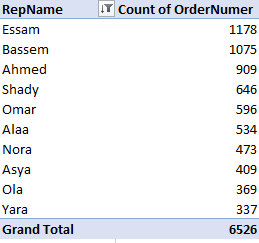 RepName Count of OrderNumer
Essam 1178
Bassem 1075
Ahmed 909
Shady 646
Omar 596
Alaa 534
Nora 473
Asya 409
Ola 369
Yara 337
Grand Total 6526